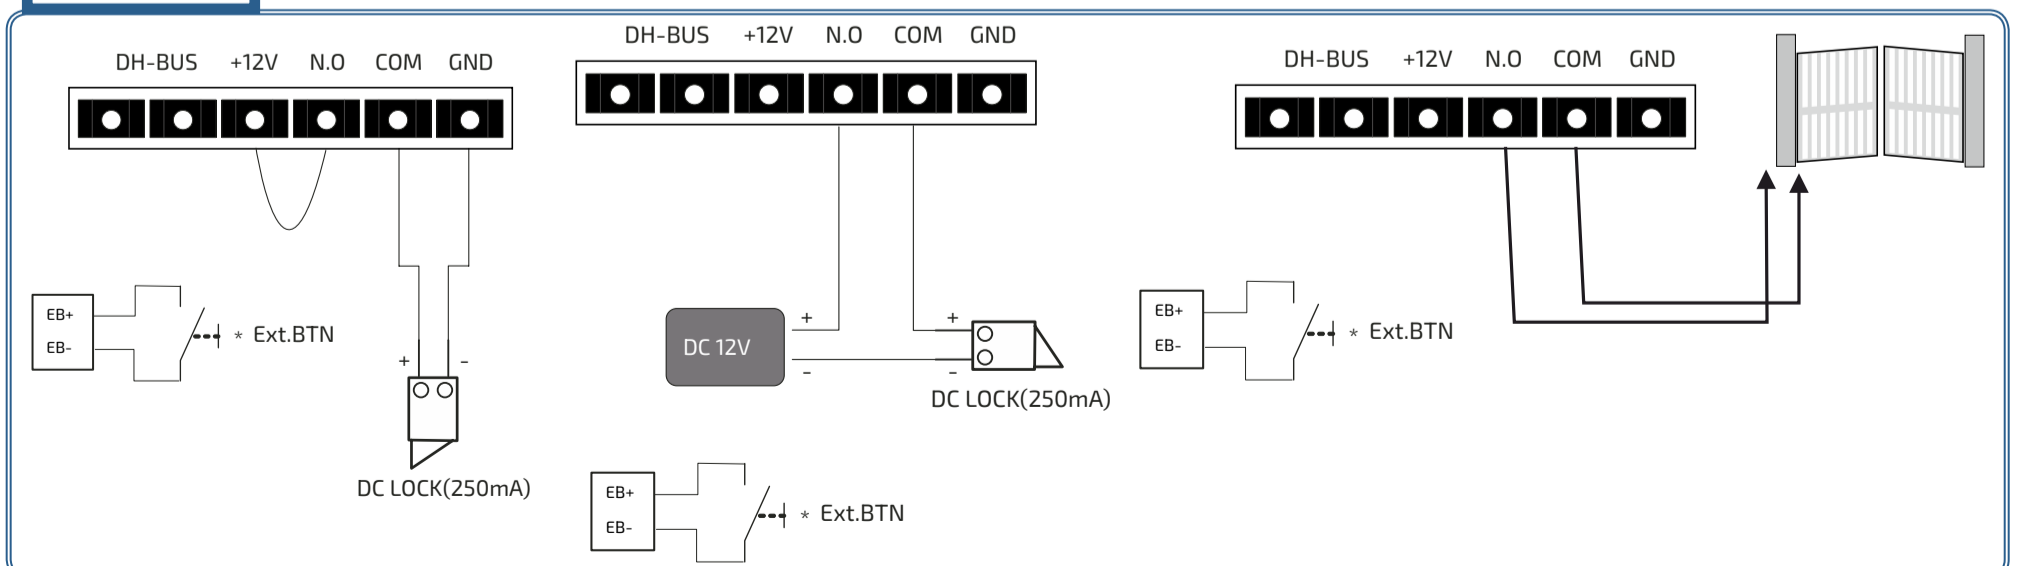 DH-BUS +12V N.O COM GND
EB+
EB-
* Ext.BTN
+ -
DC LOCK(250mA)
DH-BUS +12V N.O COM GND
DC 12V
+ +
- -
DC LOCK(250mA)
EB+
EB-
* Ext.BTN
DH-BUS +12V N.O COM GND
EB+
EB-
* Ext.BTN